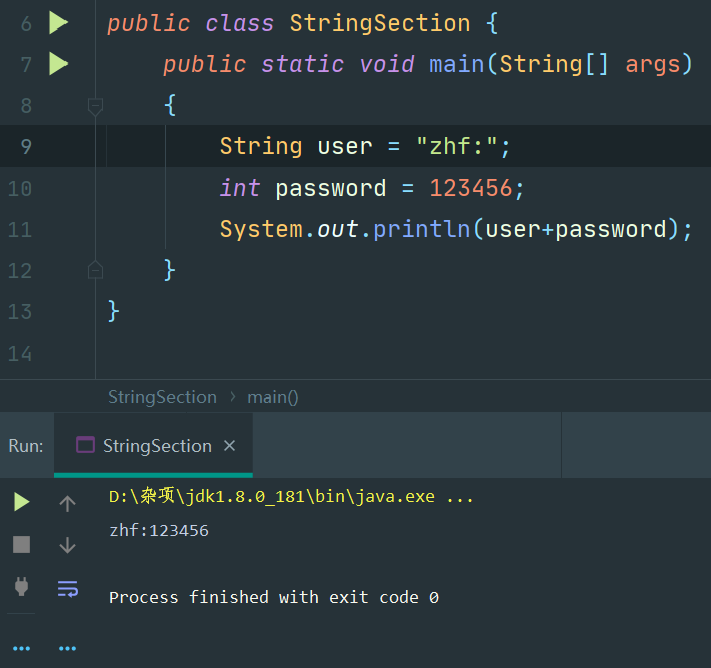 6 public class StringSection {
7 public static void main(String[] args)
8 {
9 String user = "zhf:";
10 int password = 123456;
11 System.out.println(user+password);
12 }
13 }
14
StringSection › main()
Run: StringSection ×
D:\杂项\jdk1.8.0_181\bin\java.exe ...
zhf:123456
Process finished with exit code 0